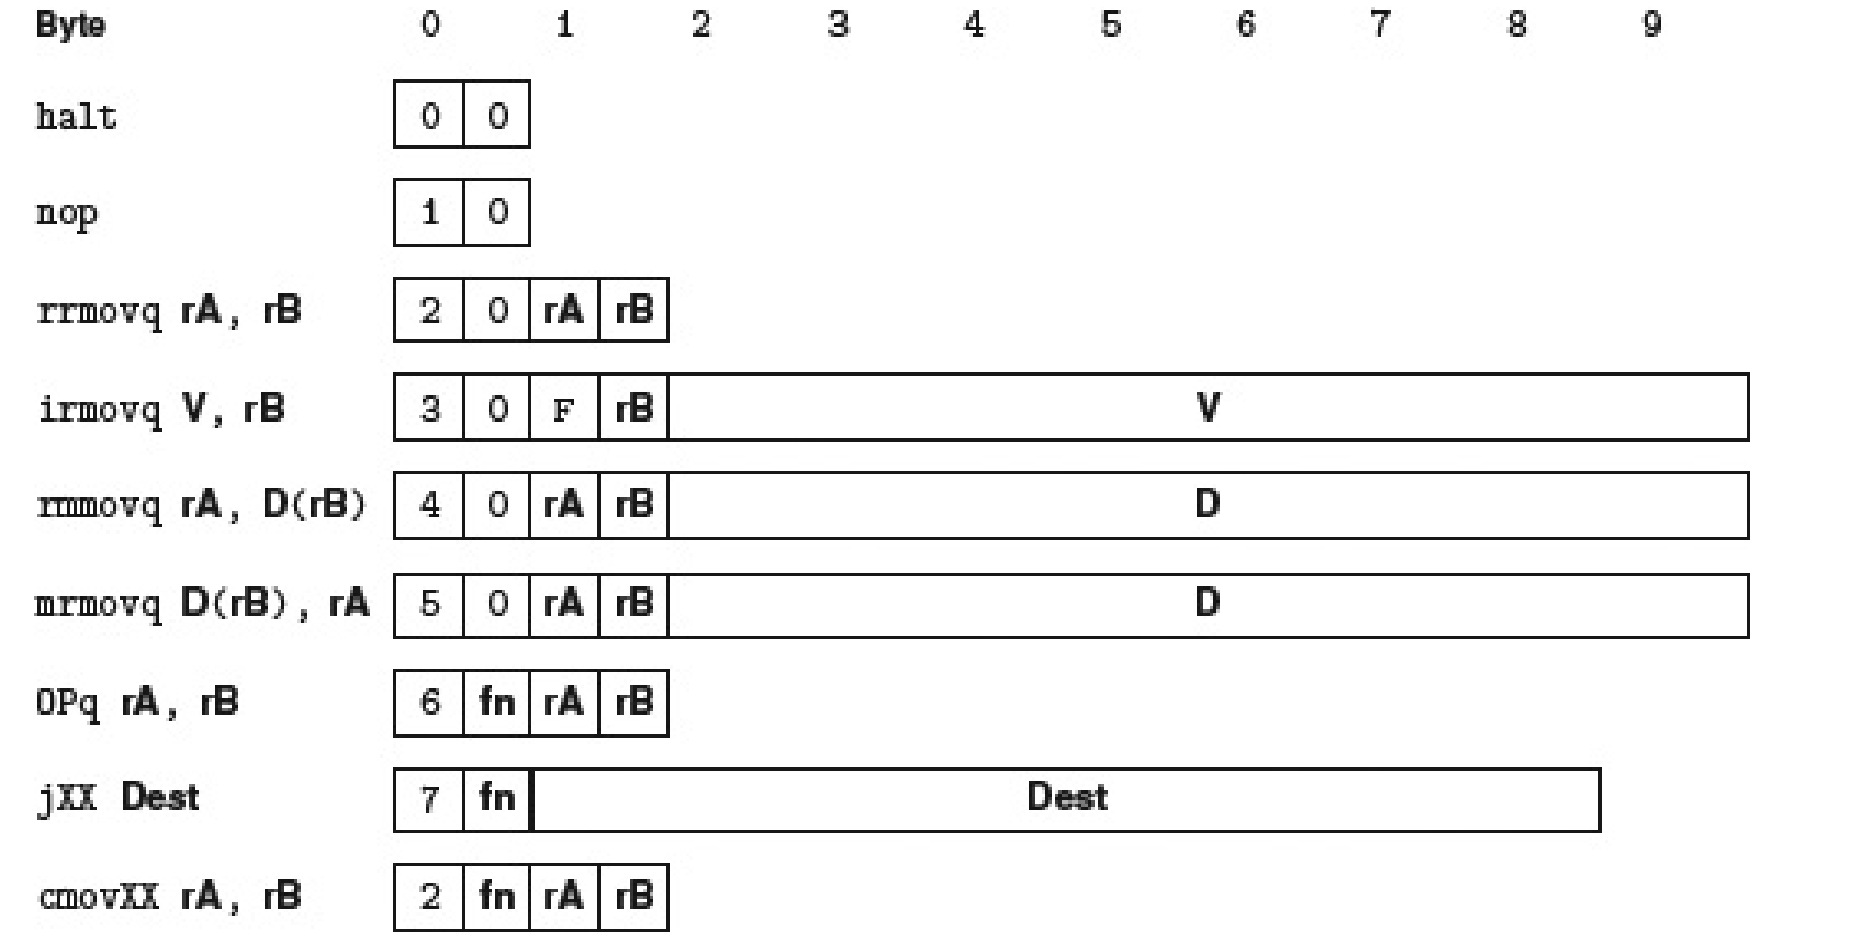 Byte 0 1 2 3 4 5 6 7 8 9
halt 0 0
nop 1 0
rrmovq rA, rB 2 0 rA rB
irmovq V, rB 3 0 F rB V
rmmovq rA, D(rB) 4 0 rA rB D
mrmovq D(rB), rA 5 0 rA rB D
OPq rA, rB 6 fn rA rB
jXX Dest 7 fn Dest
cmovXX rA, rB 2 fn rA rB